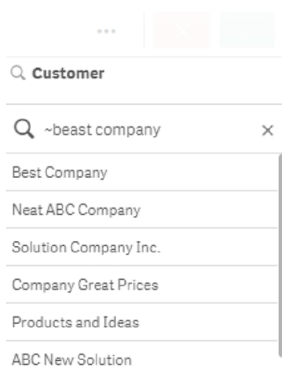 Customer
~beast company
Best Company
Neat ABC Company
Solution Company Inc.
Company Great Prices
Products and Ideas
ABC New Solution